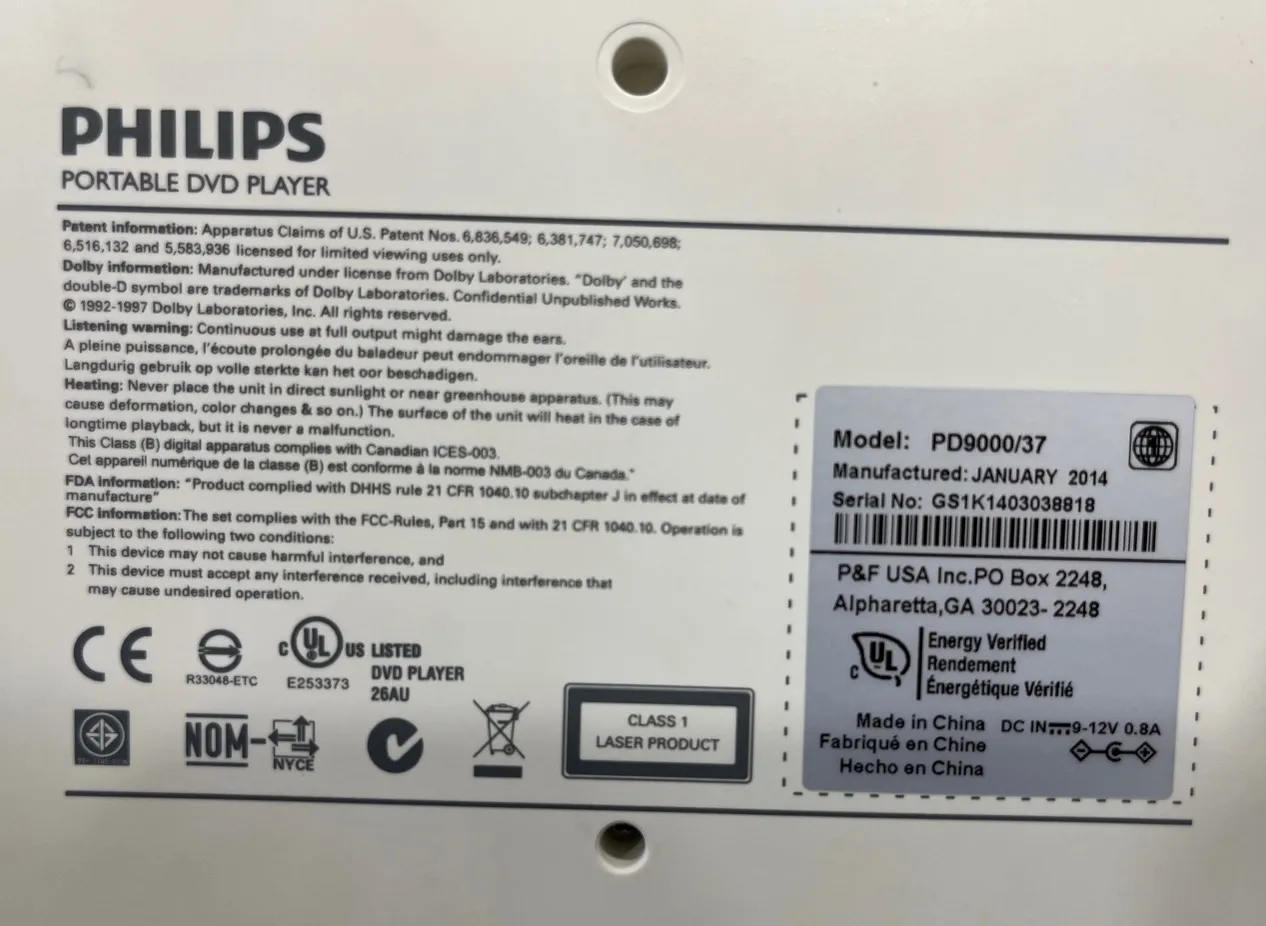 PHILIPS
PORTABLE DVD PLAYER
Patent information: Apparatus Claims of U.S. Patent Nos. 6,836,549; 6,381,747; 7,050,698;
6,516,132 and 5,583,936 licensed for limited viewing uses only.
Dolby information: Manufactured under license from Dolby Laboratories. "Dolby' and the
double-D symbol are trademarks of Dolby Laboratories. Confidential Unpublished Works.
© 1992-1997 Dolby Laboratories, Inc. All rights reserved.
Listening warning: Continuous use at full output might damage the ears.
A pleine puissance, l'écoute prolongée du baladeur peut endommager l'oreille de l'utilisateur.
Langdurig gebruik op volle sterkte kan het oor beschadigen.
Heating: Never place the unit in direct sunlight or near greenhouse apparatus. (This may
cause deformation, color changes & so on.) The surface of the unit will heat in the case of
longtime playback, but it is never a malfunction.
This Class (B) digital apparatus complies with Canadian ICES-003.
Cet appareil numérique de la classe (B) est conforme à la norme NMB-003 du Canada."
FDA information: "Product complied with DHHS rule 21 CFR 1040.10 subchapter J in effect at date of
manufacture"
FCC information: The set complies with the FCC-Rules, Part 15 and with 21 CFR 1040.10. Operation is
subject to the following two conditions:
1 This device may not cause harmful interference, and
2 This device must accept any interference received, including interference that
may cause undesired operation.
CE
R33048-ETC
C UL US LISTED
E253373
DVD PLAYER
26AU
NOM-
NYCE
CLASS 1
LASER PRODUCT
Model: PD9000/37
Manufactured: JANUARY 2014
Serial No: GS1K1403038818
P&F USA Inc.PO Box 2248,
Alpharetta,GA 30023- 2248
C UL
Energy Verified
Rendement
Énergétique Vérifié
Made in China DC IN 9-12V 0.8A
Fabriqué en Chine
Hecho en China